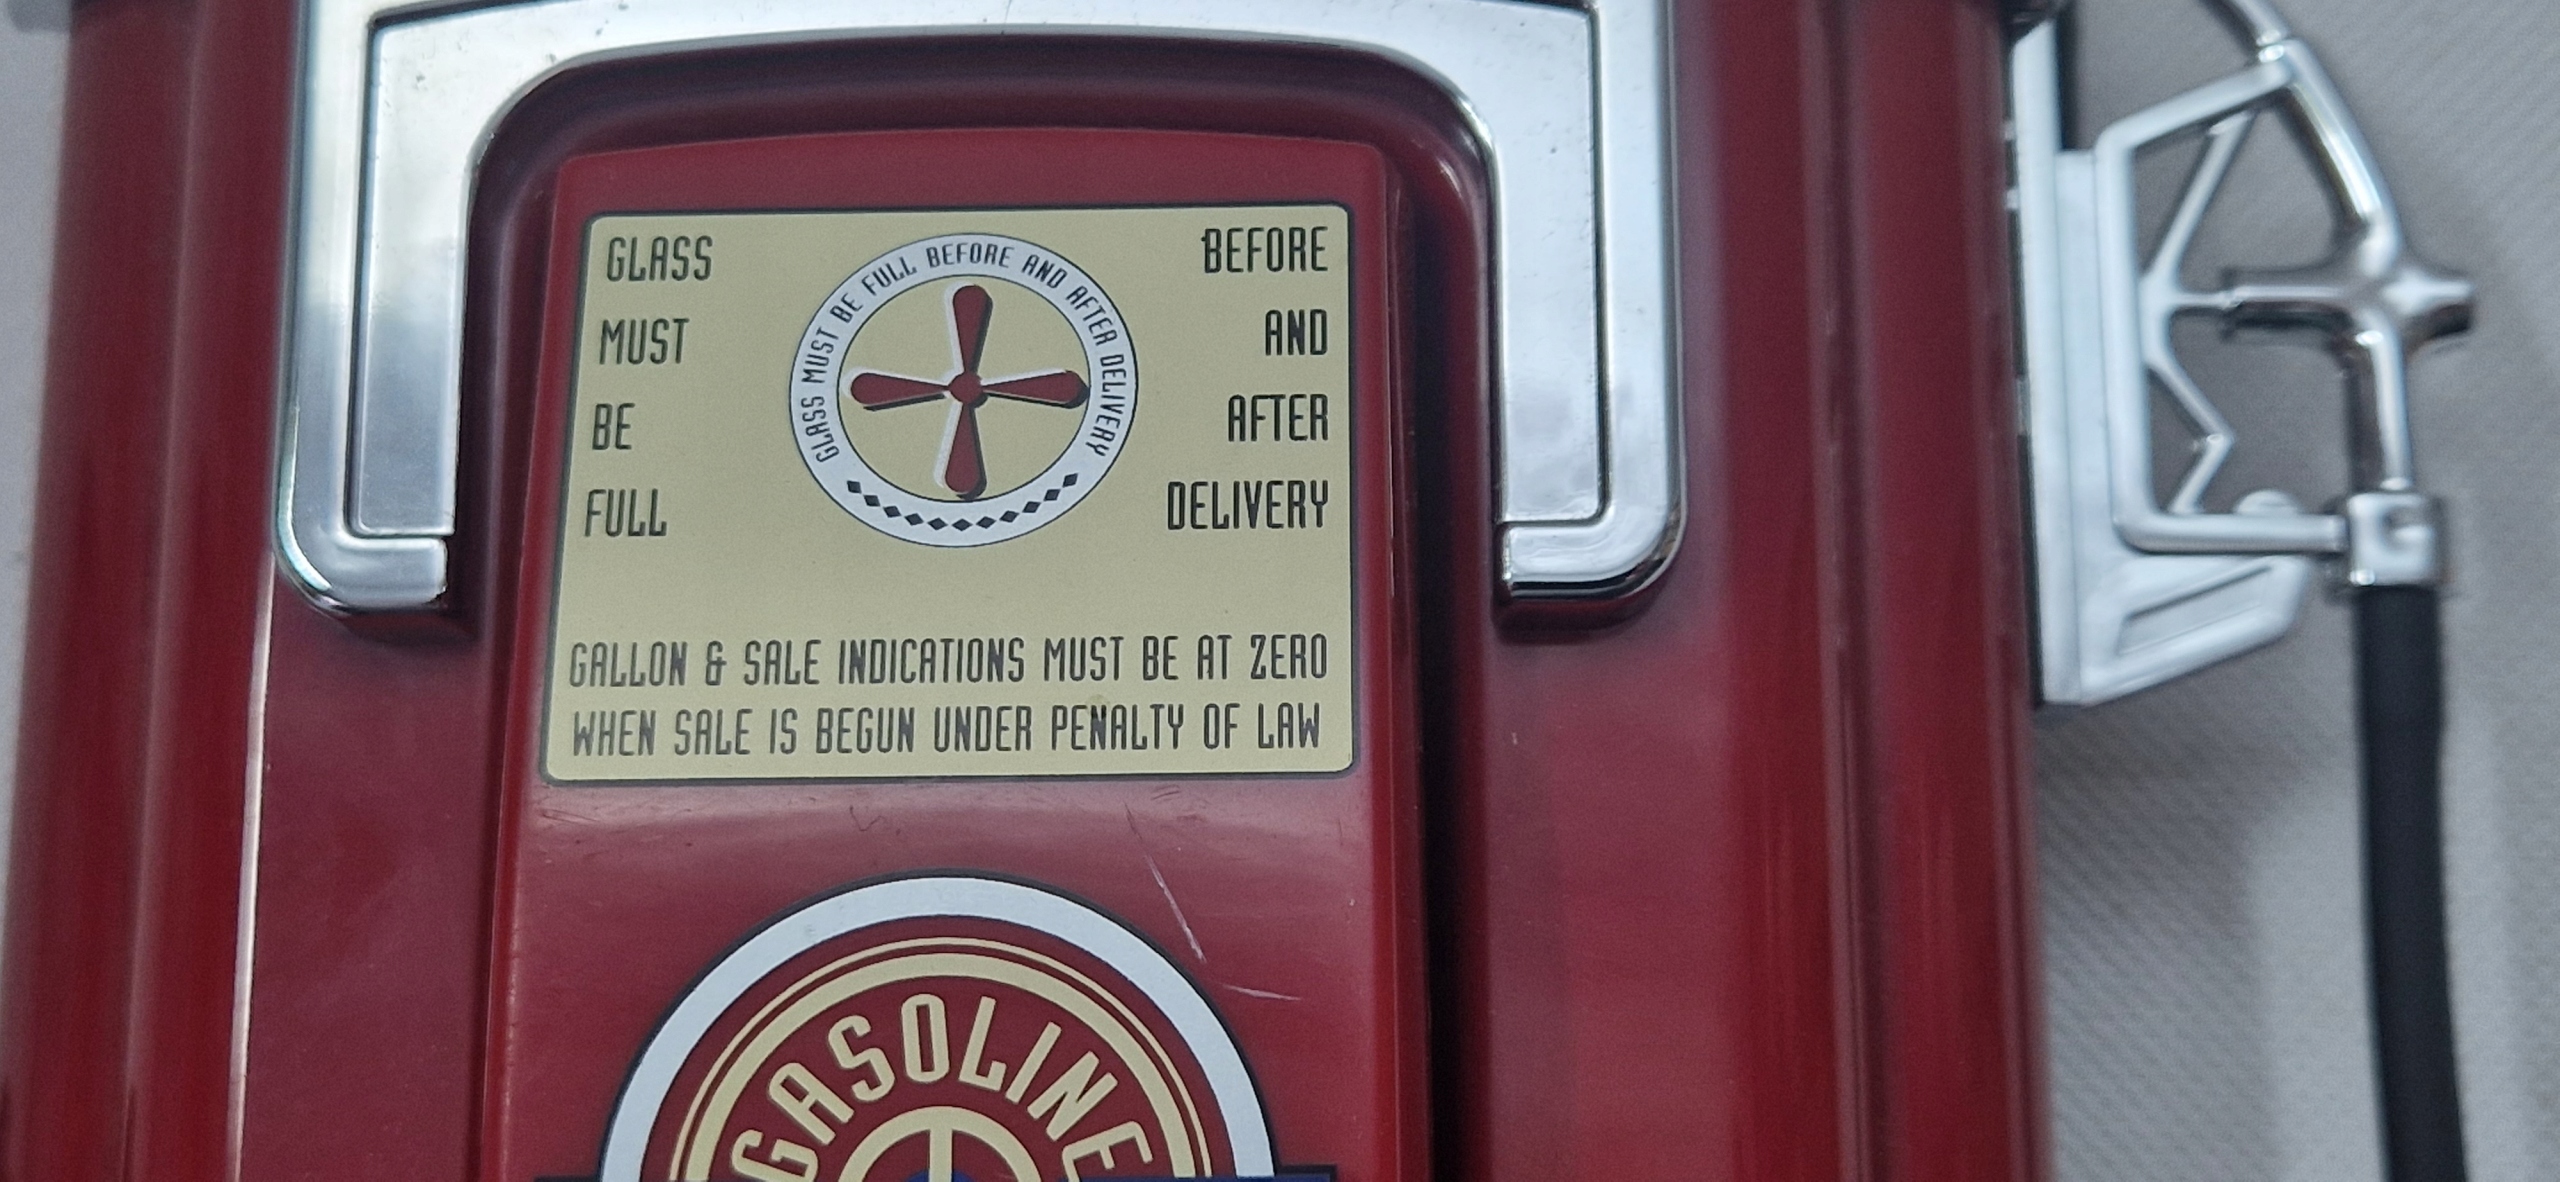 GLASS
MUST
BE
FULL
GLASS MUST BE FULL BEFORE AND AFTER DELIVERY
BEFORE
AND
AFTER
DELIVERY
GALLON & SALE INDICATIONS MUST BE AT ZERO
WHEN SALE IS BEGUN UNDER PENALTY OF LAW
GASOLINE